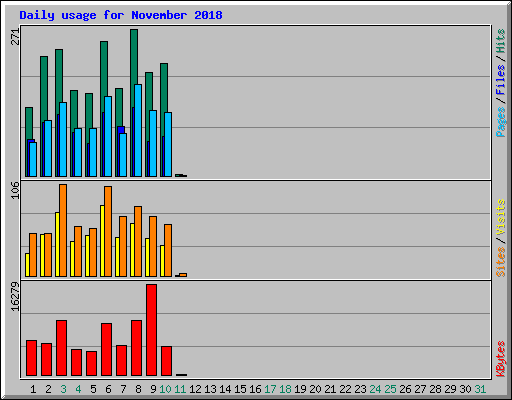 Daily usage for November 2018
271
106
16279
Pages/Files/Hits
Sites/Visits
KBytes
1 2 3 4 5 6 7 8 9 10 11 12 13 14 15 16 17 18 19 20 21 22 23 24 25 26 27 28 29 30 31